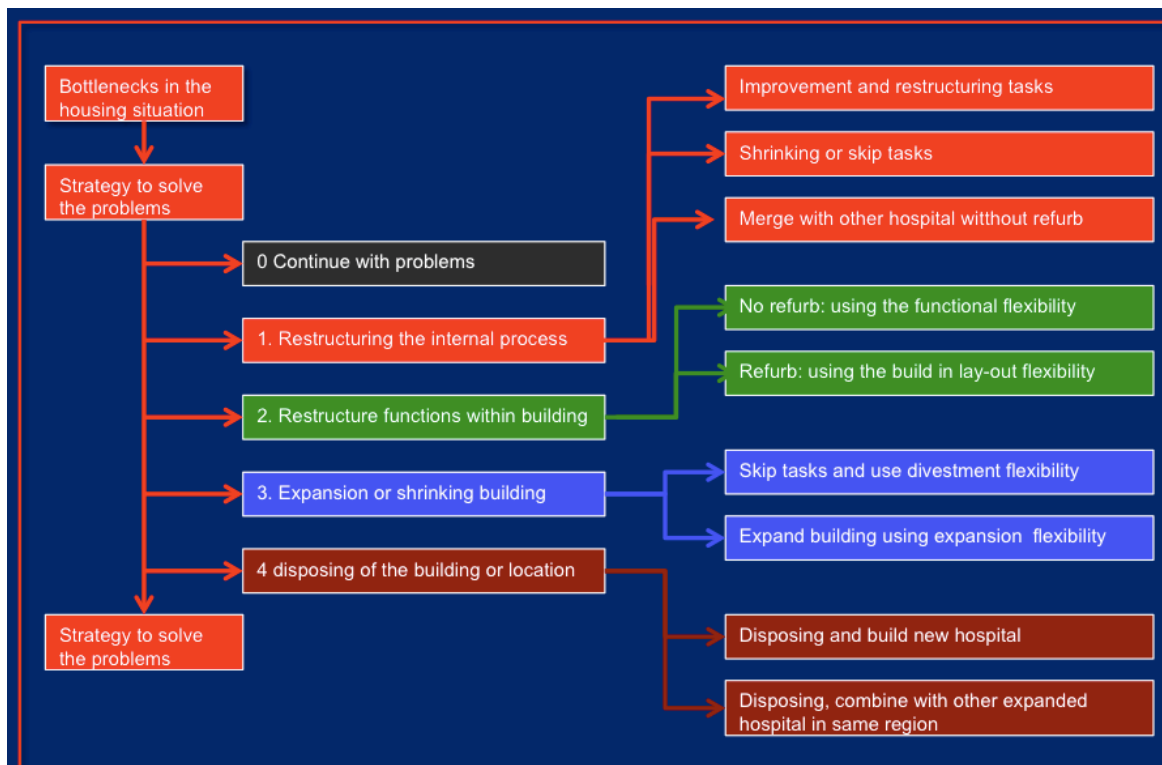 Bottlenecks in the
housing situation
Strategy to solve
the problems
0 Continue with problems
1. Restructuring the internal process
2. Restructure functions within building
3. Expansion or shrinking building
4 disposing of the building or location
Strategy to solve
the problems
Improvement and restructuring tasks
Shrinking or skip tasks
Merge with other hospital witthout refurb
No refurb: using the functional flexibility
Refurb: using the build in lay-out flexibility
Skip tasks and use divestment flexibility
Expand building using expansion  flexibility
Disposing and build new hospital
Disposing, combine with other expanded
hospital in same region